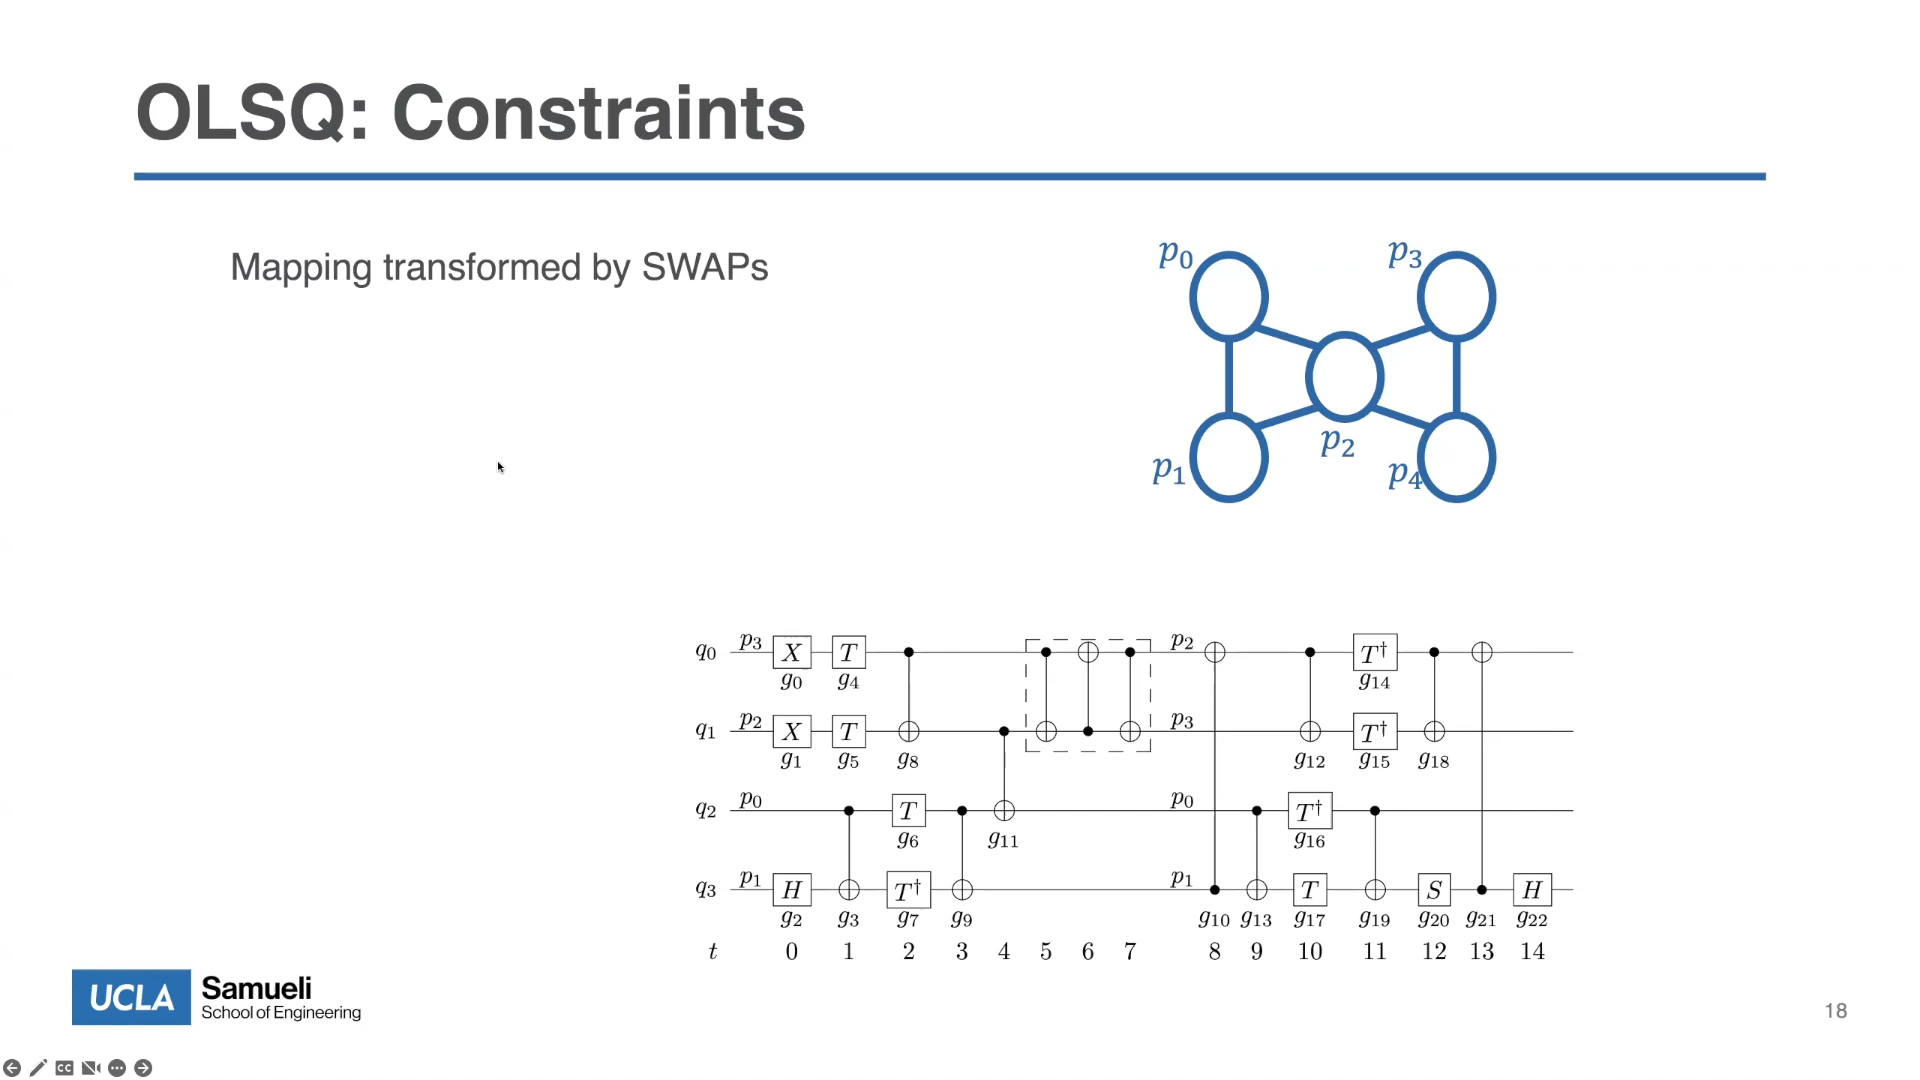 OLSQ: Constraints
Mapping transformed by SWAPs
p₀ p₃
p₂
p₁ p₄
q₀ p₃ X T p₂ T†
g₀ g₄ g₁₄
q₁ p₂ X T p₃ T†
g₁ g₅ g₈ g₁₂ g₁₅ g₁₈
q₂ p₀ T p₀ T†
g₆ g₁₁ g₁₆
q₃ p₁ H T† p₁ T S H
g₂ g₃ g₇ g₉ g₁₀ g₁₃ g₁₇ g₁₉ g₂₀ g₂₁ g₂₂
t 0 1 2 3 4 5 6 7 8 9 10 11 12 13 14
UCLA Samueli
School of Engineering
18
CC